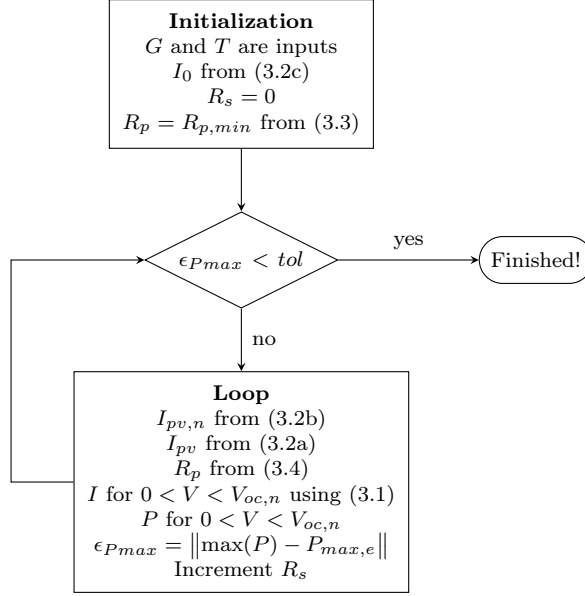 Initialization
G and T are inputs
I_0 from (3.2c)
R_s = 0
R_p = R_{p,min} from (3.3)
ϵ_{Pmax} < tol
yes
Finished!
no
Loop
I_{pv,n} from (3.2b)
I_{pv} from (3.2a)
R_p from (3.4)
I for 0 < V < V_{oc,n} using (3.1)
P for 0 < V < V_{oc,n}
ϵ_{Pmax} = ‖max(P) − P_{max,e}‖
Increment R_s